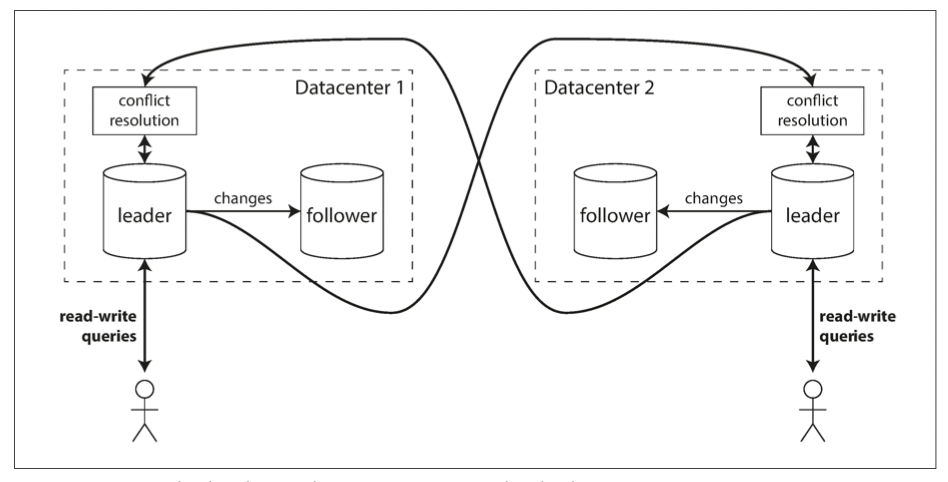 Datacenter 1
conflict
resolution
leader
changes
follower
read-write
queries
Datacenter 2
conflict
resolution
follower
changes
leader
read-write
queries